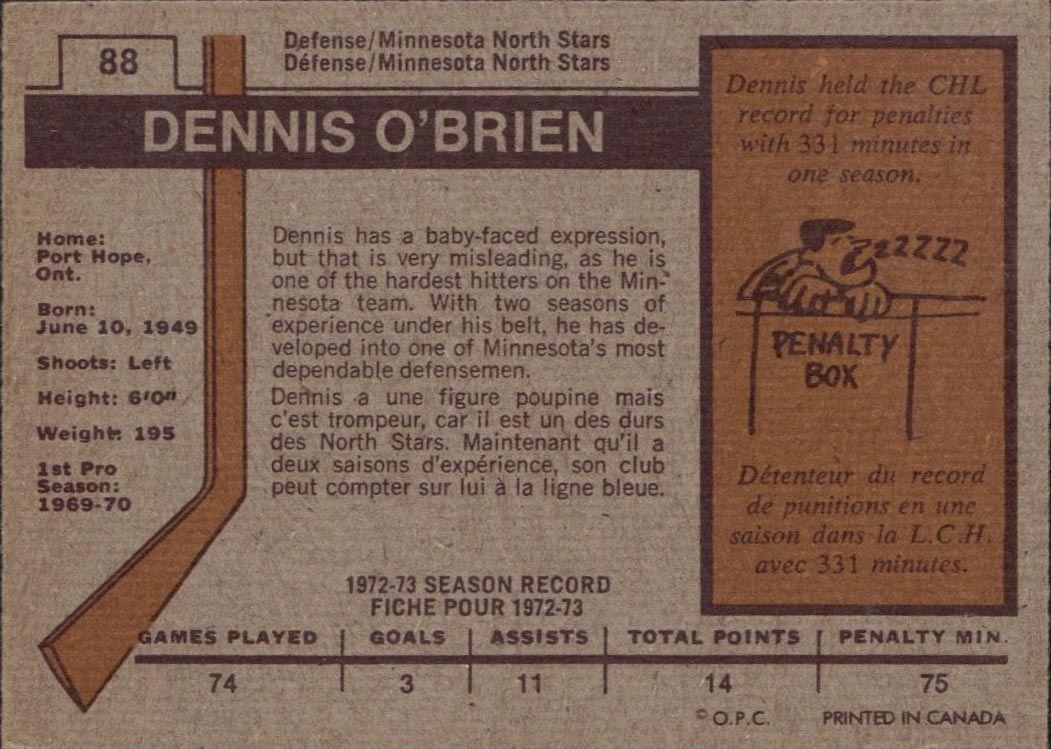 88
Defense/Minnesota North Stars
Défense/Minnesota North Stars
DENNIS O'BRIEN
Home:
Port Hope,
Ont.
Born:
June 10, 1949
Shoots: Left
Height: 6'0"
Weight: 195
1st Pro
Season:
1969-70
Dennis has a baby-faced expression,
but that is very misleading, as he is
one of the hardest hitters on the Min-
nesota team. With two seasons of
experience under his belt, he has de-
veloped into one of Minnesota's most
dependable defensemen.
Dennis a une figure poupine mais
c'est trompeur, car il est un des durs
des North Stars. Maintenant qu'il a
deux saisons d'expérience, son club
peut compter sur lui à la ligne bleue.
Dennis held the CHL
record for penalties
with 331 minutes in
one season.
ZZZZZZZ
PENALTY
BOX
Détenteur du record
de punitions en une
saison dans la L.C.H.
avec 331 minutes.
1972-73 SEASON RECORD
FICHE POUR 1972-73
GAMES PLAYED GOALS ASSISTS TOTAL POINTS PENALTY MIN.
74 3 11 14 75
© O.P.C. PRINTED IN CANADA